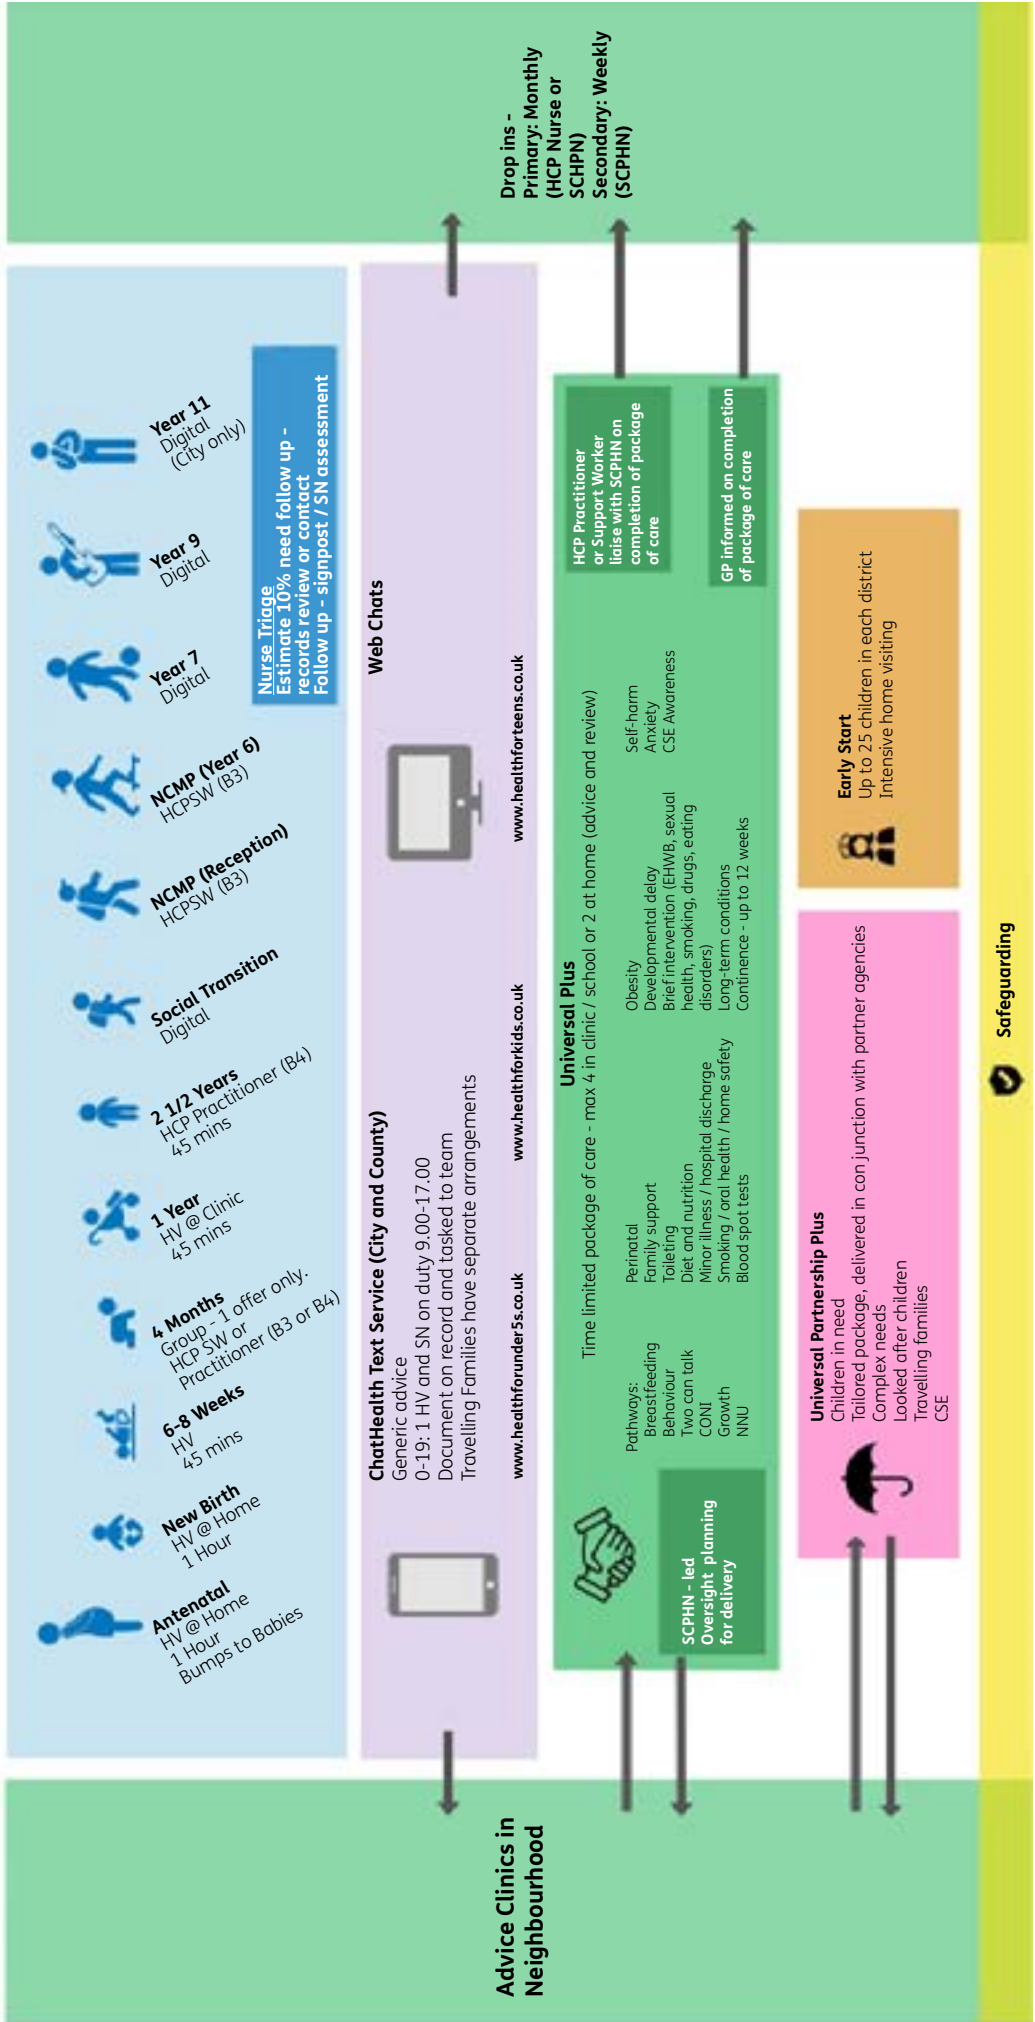 Advice Clinics in
Neighbourhood
Antenatal
HV @ Home
1 Hour
Bumps to Babies
New Birth
HV @ Home
1 Hour
6-8 Weeks
HV
45 mins
4 Months
Group - 1 offer only.
HCP SW or
Practitioner (B3 or B4)
1 Year
HV @ Clinic
45 mins
2 1/2 Years
HCP Practitioner (B4)
45 mins
Social Transition
Digital
NCMP (Reception)
HCPSW (B3)
NCMP (Year 6)
HCPSW (B3)
Year 7
Digital
Year 9
Digital
Year 11
Digital
(City only)
Nurse Triage
Estimate 10% need follow up -
records review or contact
Follow up - signpost / SN assessment
ChatHealth Text Service (City and County)
Generic advice
0-19: 1 HV and SN on duty 9.00-17.00
Document on record and tasked to team
Travelling Families have separate arrangements
Web Chats
www.healthforunder5s.co.uk
www.healthforkids.co.uk
www.healthforteens.co.uk
Universal Plus
Time limited package of care - max 4 in clinic / school or 2 at home (advice and review)
SCPHN - led
Oversight planning
for delivery
Pathways:
Breastfeeding
Behaviour
Two can talk
CONI
Growth
NNU
Perinatal
Family support
Toileting
Diet and nutrition
Minor illness / hospital discharge
Smoking / oral health / home safety
Blood spot tests
Obesity
Developmental delay
Brief intervention (EHWB, sexual
health, smoking, drugs, eating
disorders)
Long-term conditions
Continence - up to 12 weeks
Self-harm
Anxiety
CSE Awareness
HCP Practitioner
or Support Worker
liaise with SCPHN on
completion of package
of care
GP informed on completion
of package of care
Universal Partnership Plus
Children in need
Tailored package, delivered in con junction with partner agencies
Complex needs
Looked after children
Travelling families
CSE
Early Start
Up to 25 children in each district
Intensive home visiting
Drop ins -
Primary: Monthly
(HCP Nurse or
SCHPN)
Secondary: Weekly
(SCPHN)
Safeguarding